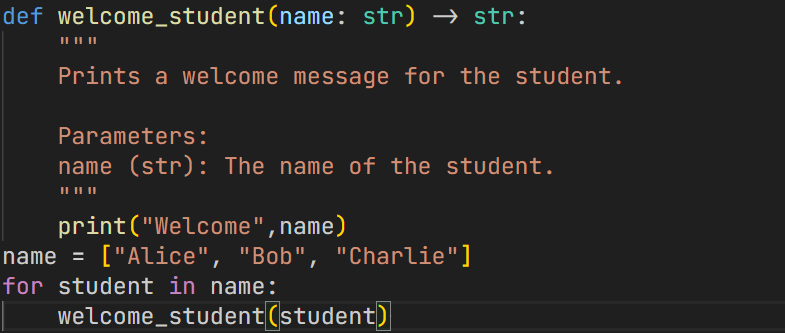 def welcome_student(name: str) -> str:
    """
    Prints a welcome message for the student.

    Parameters:
    name (str): The name of the student.
    """
    print("Welcome",name)
name = ["Alice", "Bob", "Charlie"]
for student in name:
    welcome_student(student)